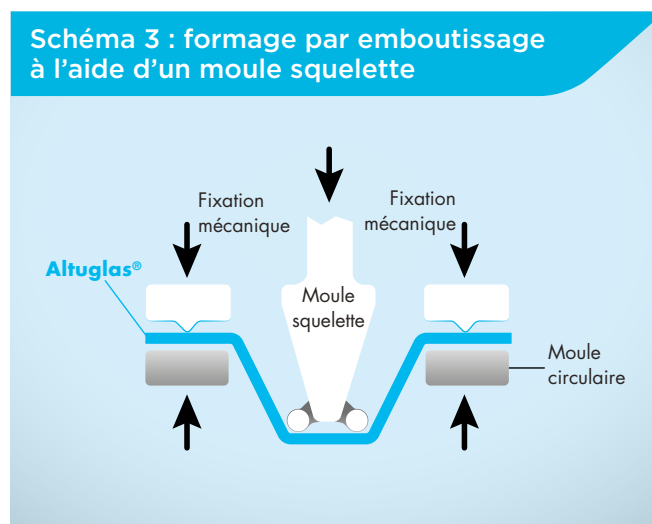 Schéma 3 : formage par emboutissage
à l’aide d’un moule squelette
Fixation
mécanique
Fixation
mécanique
Altuglas®
Moule
squelette
Moule
circulaire